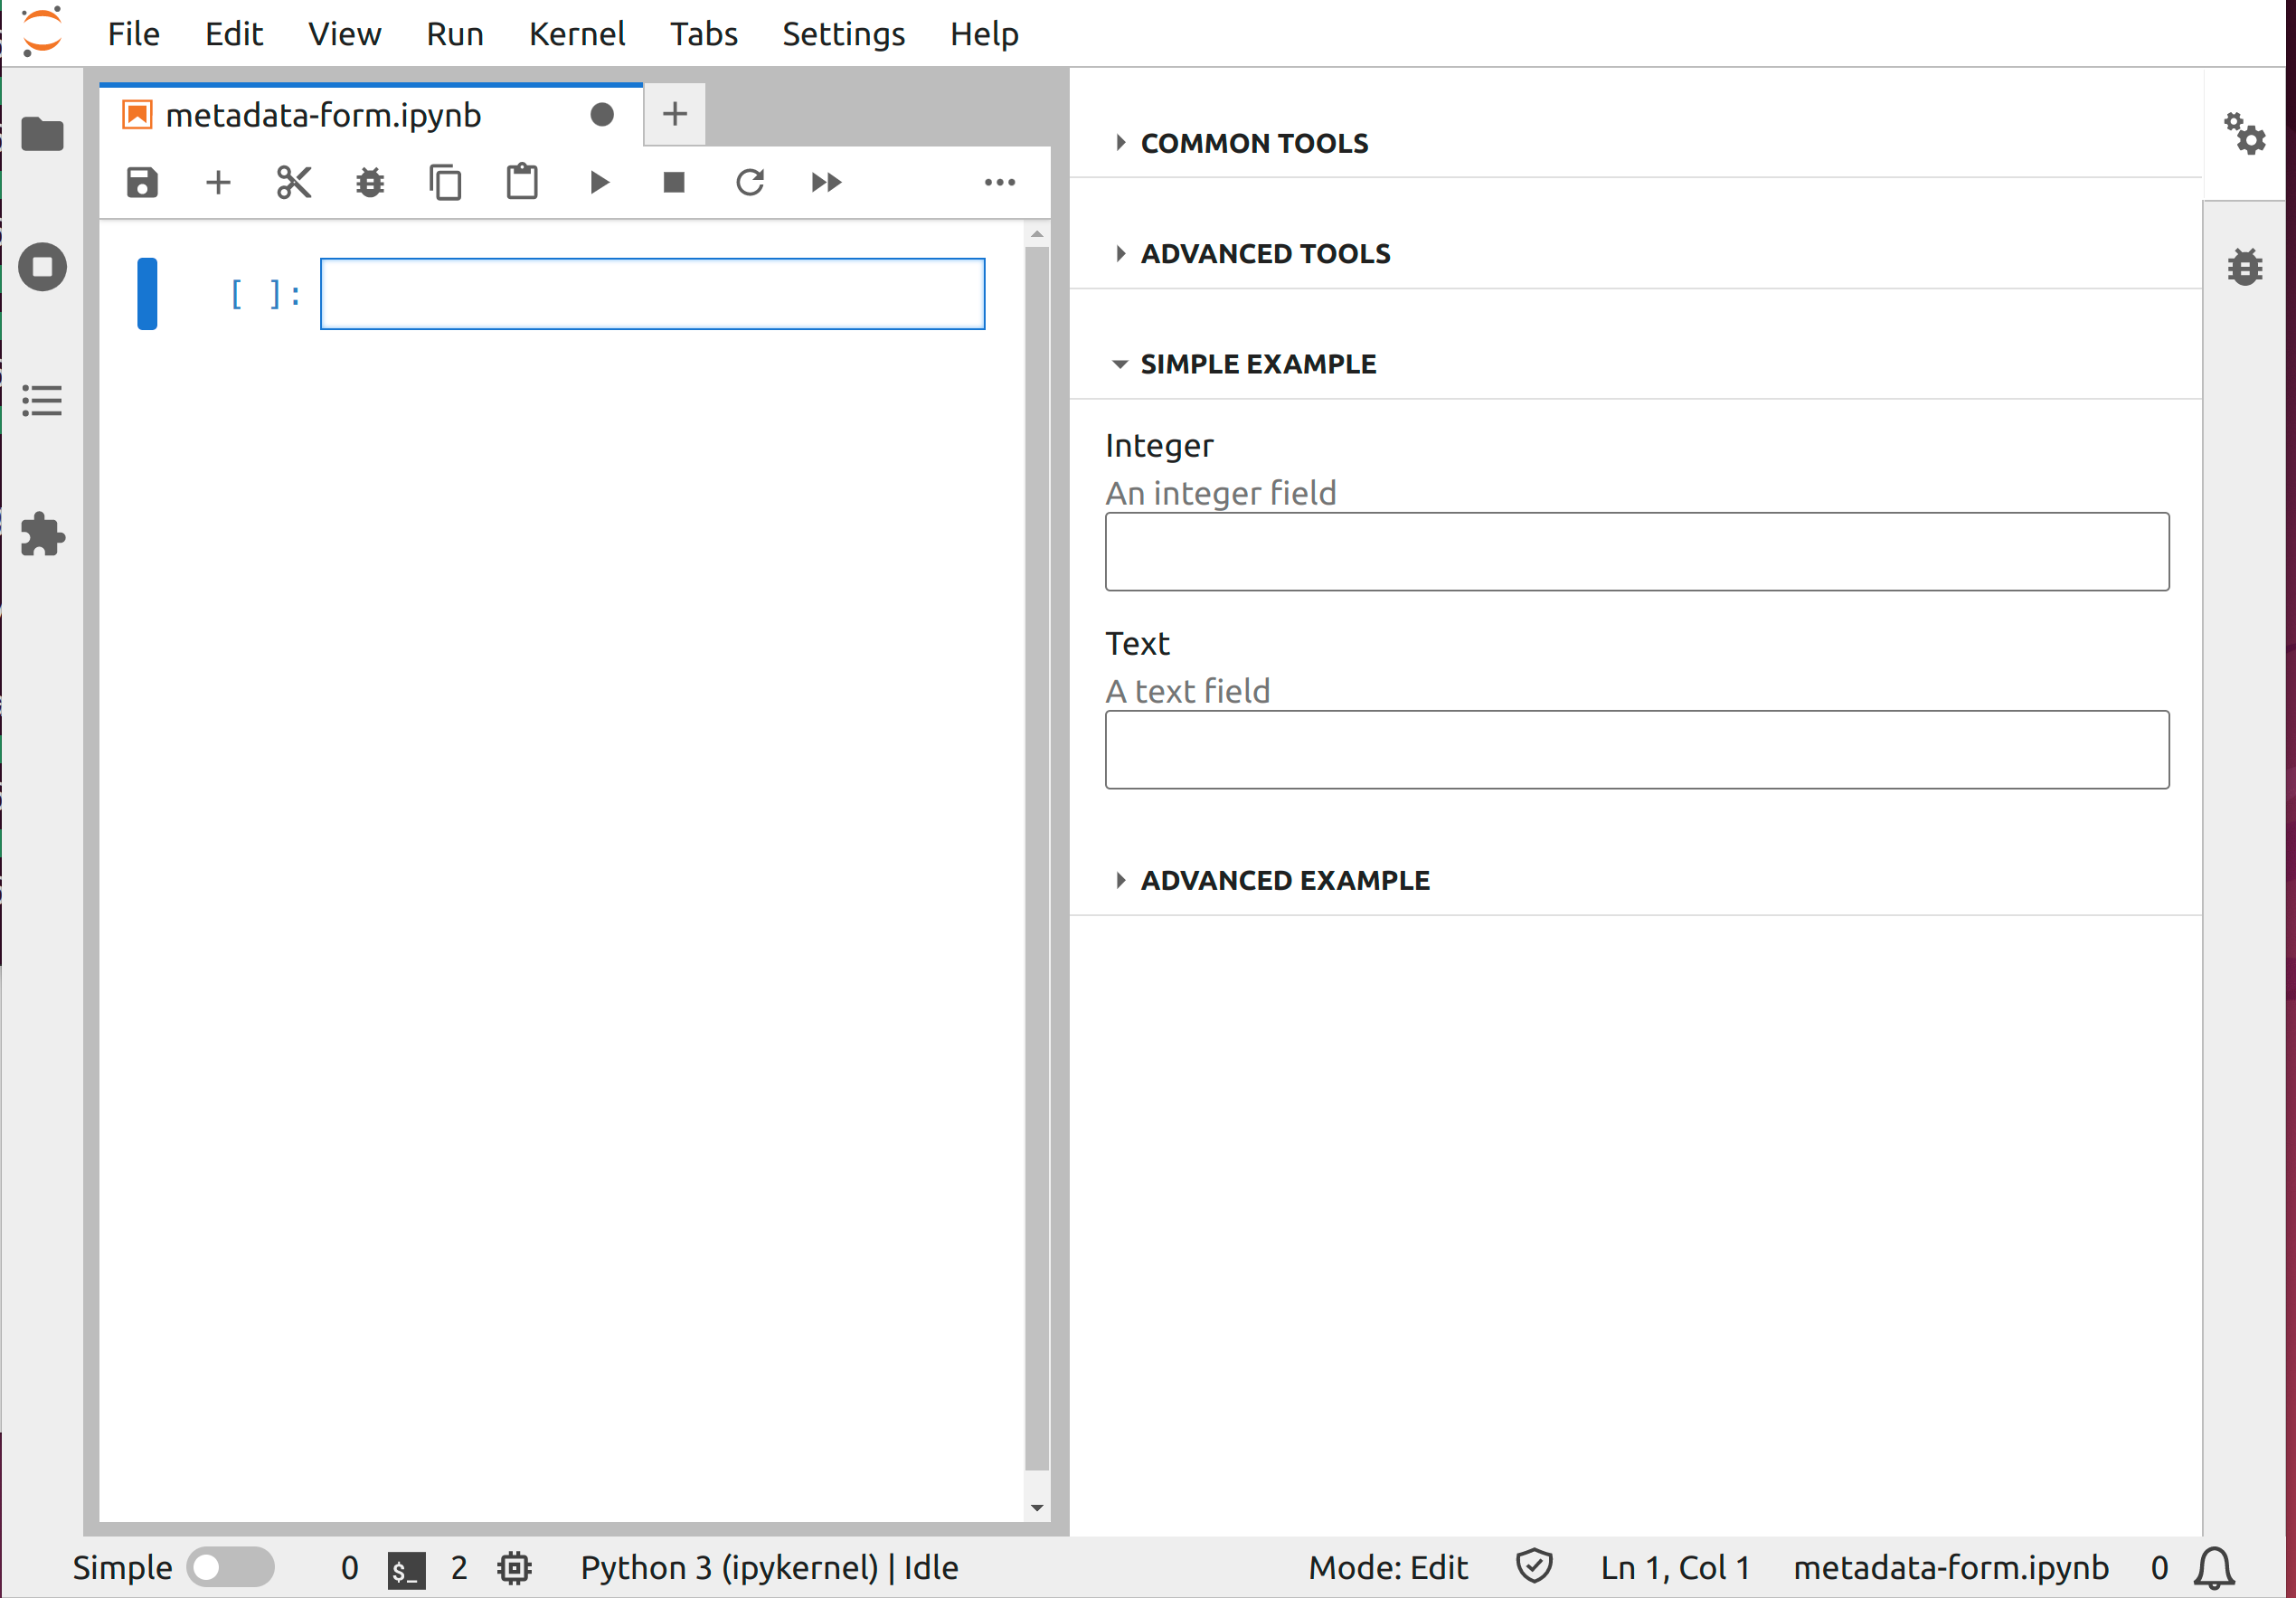 File Edit View Run Kernel Tabs Settings Help
metadata-form.ipynb
[ ]:
COMMON TOOLS
ADVANCED TOOLS
SIMPLE EXAMPLE
Integer
An integer field
Text
A text field
ADVANCED EXAMPLE
Simple 0 $_ 2 Python 3 (ipykernel) | Idle Mode: Edit Ln 1, Col 1 metadata-form.ipynb 0